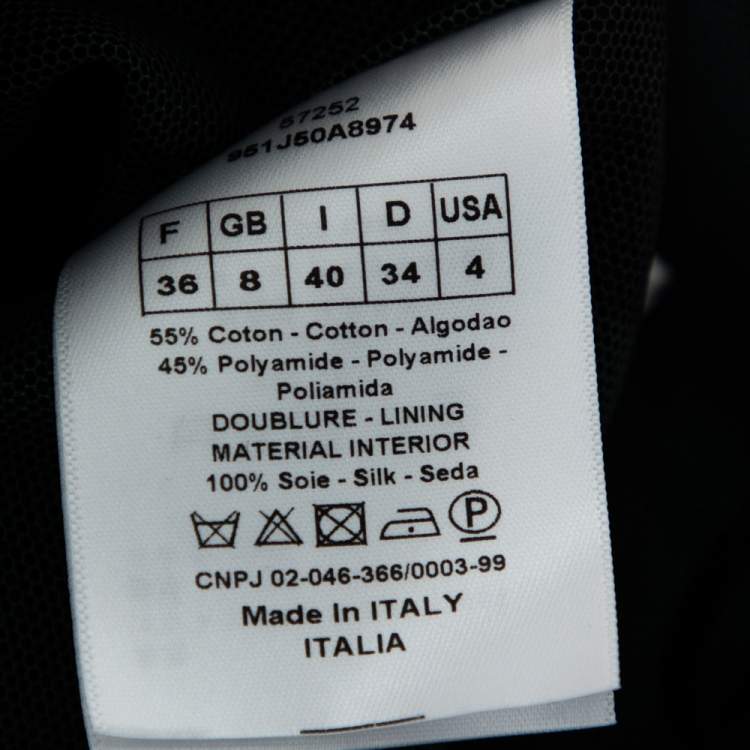 57252
951J50A8974
F GB I D USA
36 8 40 34 4
55% Coton - Cotton - Algodao
45% Polyamide - Polyamide -
Poliamida
DOUBLURE - LINING
MATERIAL INTERIOR
100% Soie - Silk - Seda
P
CNPJ 02-046-366/0003-99
Made In ITALY
ITALIA